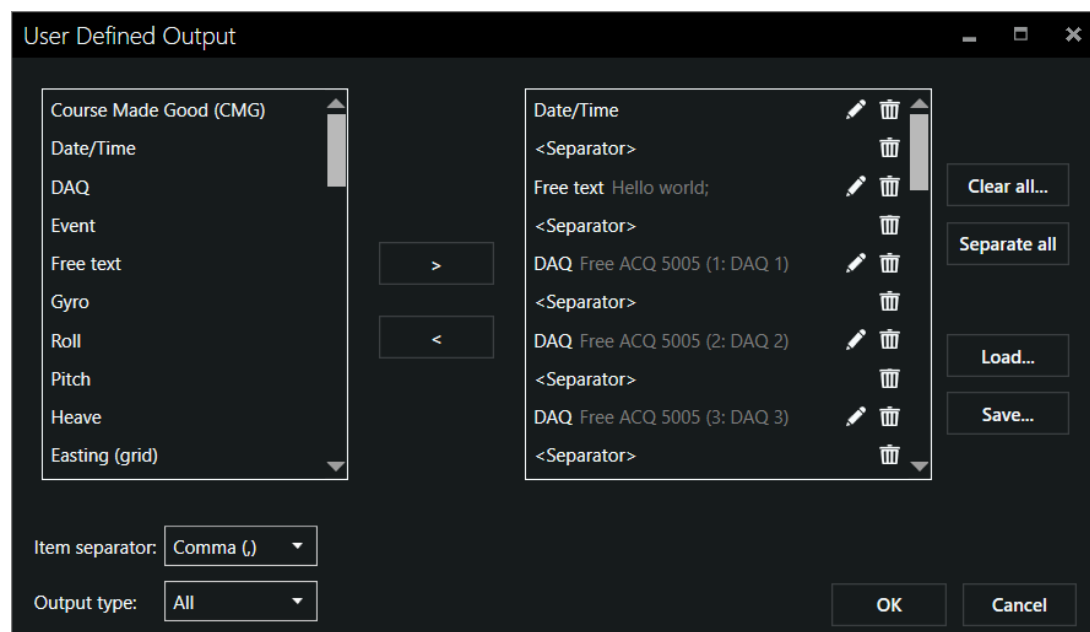 User Defined Output
Course Made Good (CMG)
Date/Time
DAQ
Event
Free text
Gyro
Roll
Pitch
Heave
Easting (grid)
>
<
Date/Time
<Separator>
Free text Hello world;
<Separator>
DAQ Free ACQ 5005 (1: DAQ 1)
<Separator>
DAQ Free ACQ 5005 (2: DAQ 2)
<Separator>
DAQ Free ACQ 5005 (3: DAQ 3)
<Separator>
Clear all...
Separate all
Load...
Save...
Item separator: Comma (,)
Output type: All
OK
Cancel